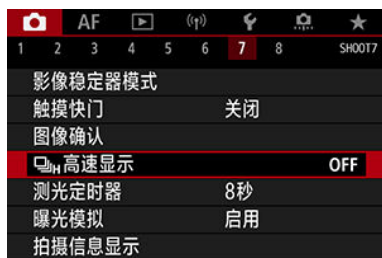 AF
1 2 3 4 5 6 7 8 SHOOT7
影像稳定器模式
触摸快门 关闭
图像确认
H高速显示 OFF
测光定时器 8秒
曝光模拟 启用
拍摄信息显示